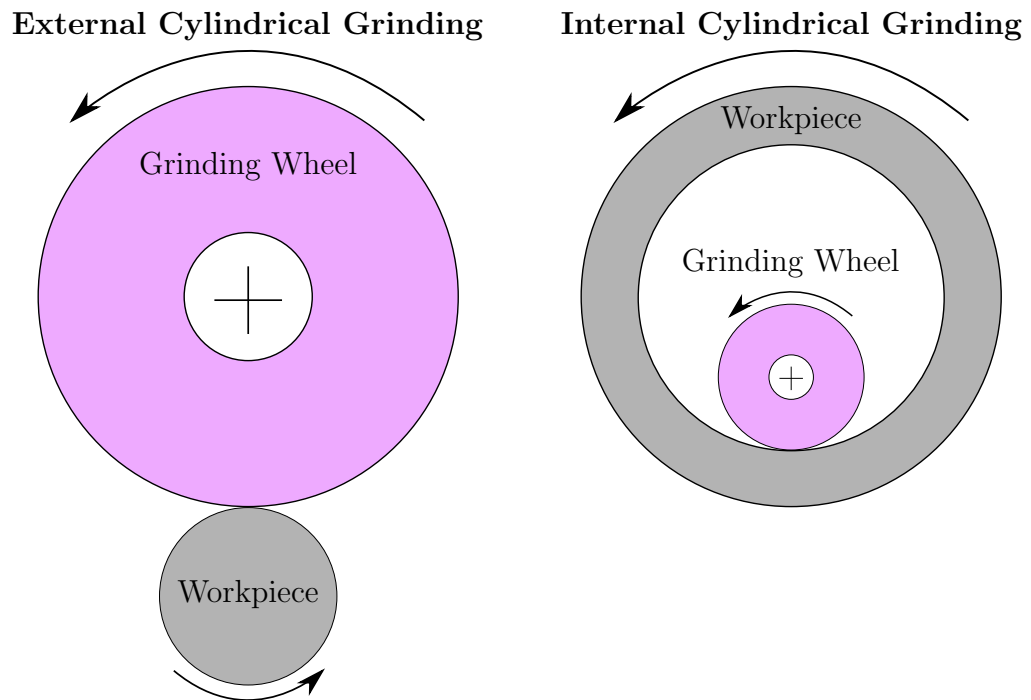 External Cylindrical Grinding
Grinding Wheel
Workpiece
Internal Cylindrical Grinding
Workpiece
Grinding Wheel